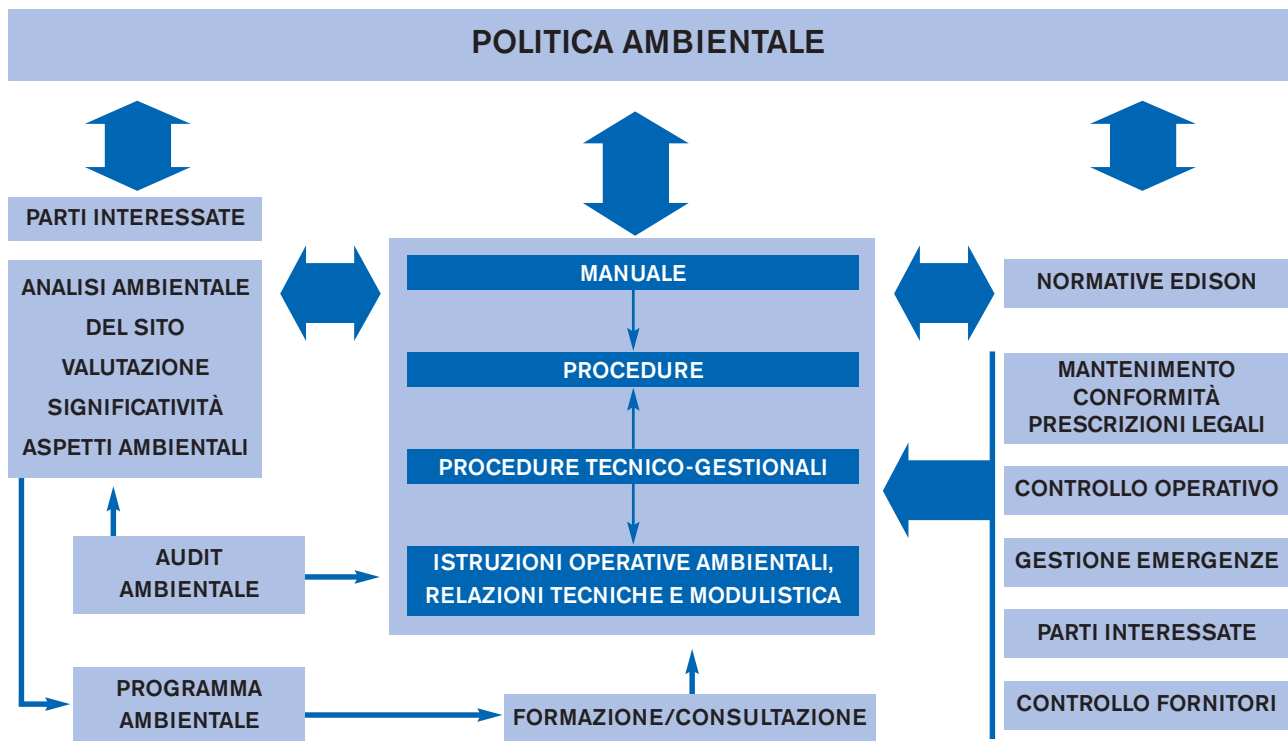 POLITICA AMBIENTALE
PARTI INTERESSATE
ANALISI AMBIENTALE
DEL SITO
VALUTAZIONE
SIGNIFICATIVITÀ
ASPETTI AMBIENTALI
AUDIT
AMBIENTALE
PROGRAMMA
AMBIENTALE
MANUALE
PROCEDURE
PROCEDURE TECNICO-GESTIONALI
ISTRUZIONI OPERATIVE AMBIENTALI,
RELAZIONI TECNICHE E MODULISTICA
FORMAZIONE/CONSULTAZIONE
NORMATIVE EDISON
MANTENIMENTO
CONFORMITÀ
PRESCRIZIONI LEGALI
CONTROLLO OPERATIVO
GESTIONE EMERGENZE
PARTI INTERESSATE
CONTROLLO FORNITORI